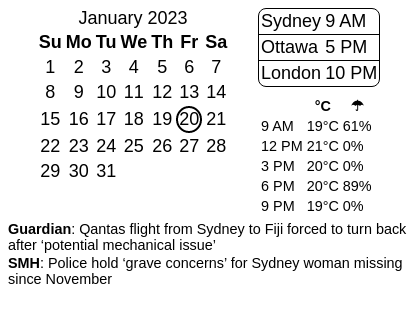 January 2023
Su Mo Tu We Th Fr Sa
1 2 3 4 5 6 7
8 9 10 11 12 13 14
15 16 17 18 19 20 21
22 23 24 25 26 27 28
29 30 31
Sydney 9 AM
Ottawa 5 PM
London 10 PM
°C ☂
9 AM 19°C 61%
12 PM 21°C 0%
3 PM 20°C 0%
6 PM 20°C 89%
9 PM 19°C 0%
Guardian: Qantas flight from Sydney to Fiji forced to turn back
after ‘potential mechanical issue’
SMH: Police hold ‘grave concerns’ for Sydney woman missing
since November